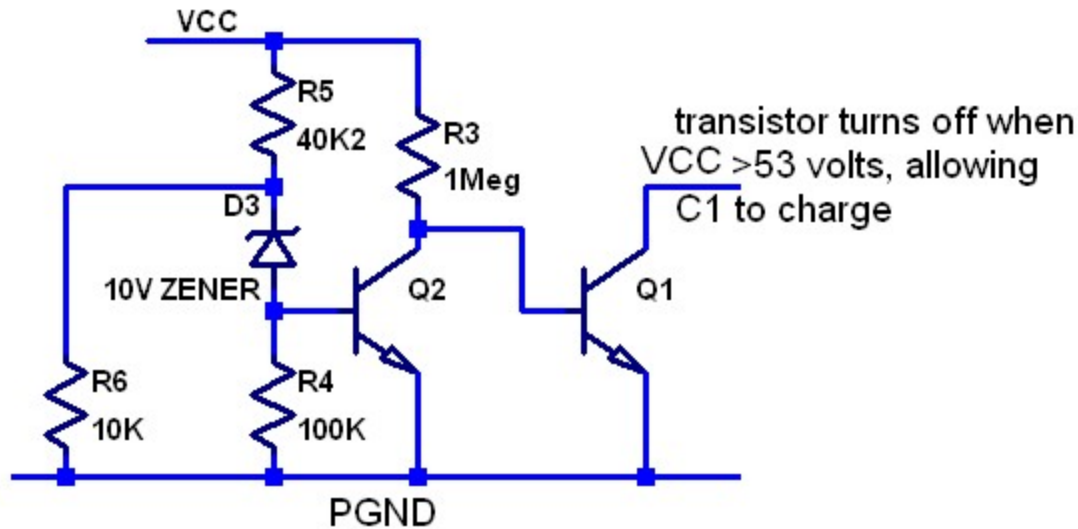 VCC
R5
40K2
R3
1Meg
transistor turns off when
VCC >53 volts, allowing
C1 to charge
D3
10V ZENER
Q2
Q1
R6
10K
R4
100K
PGND